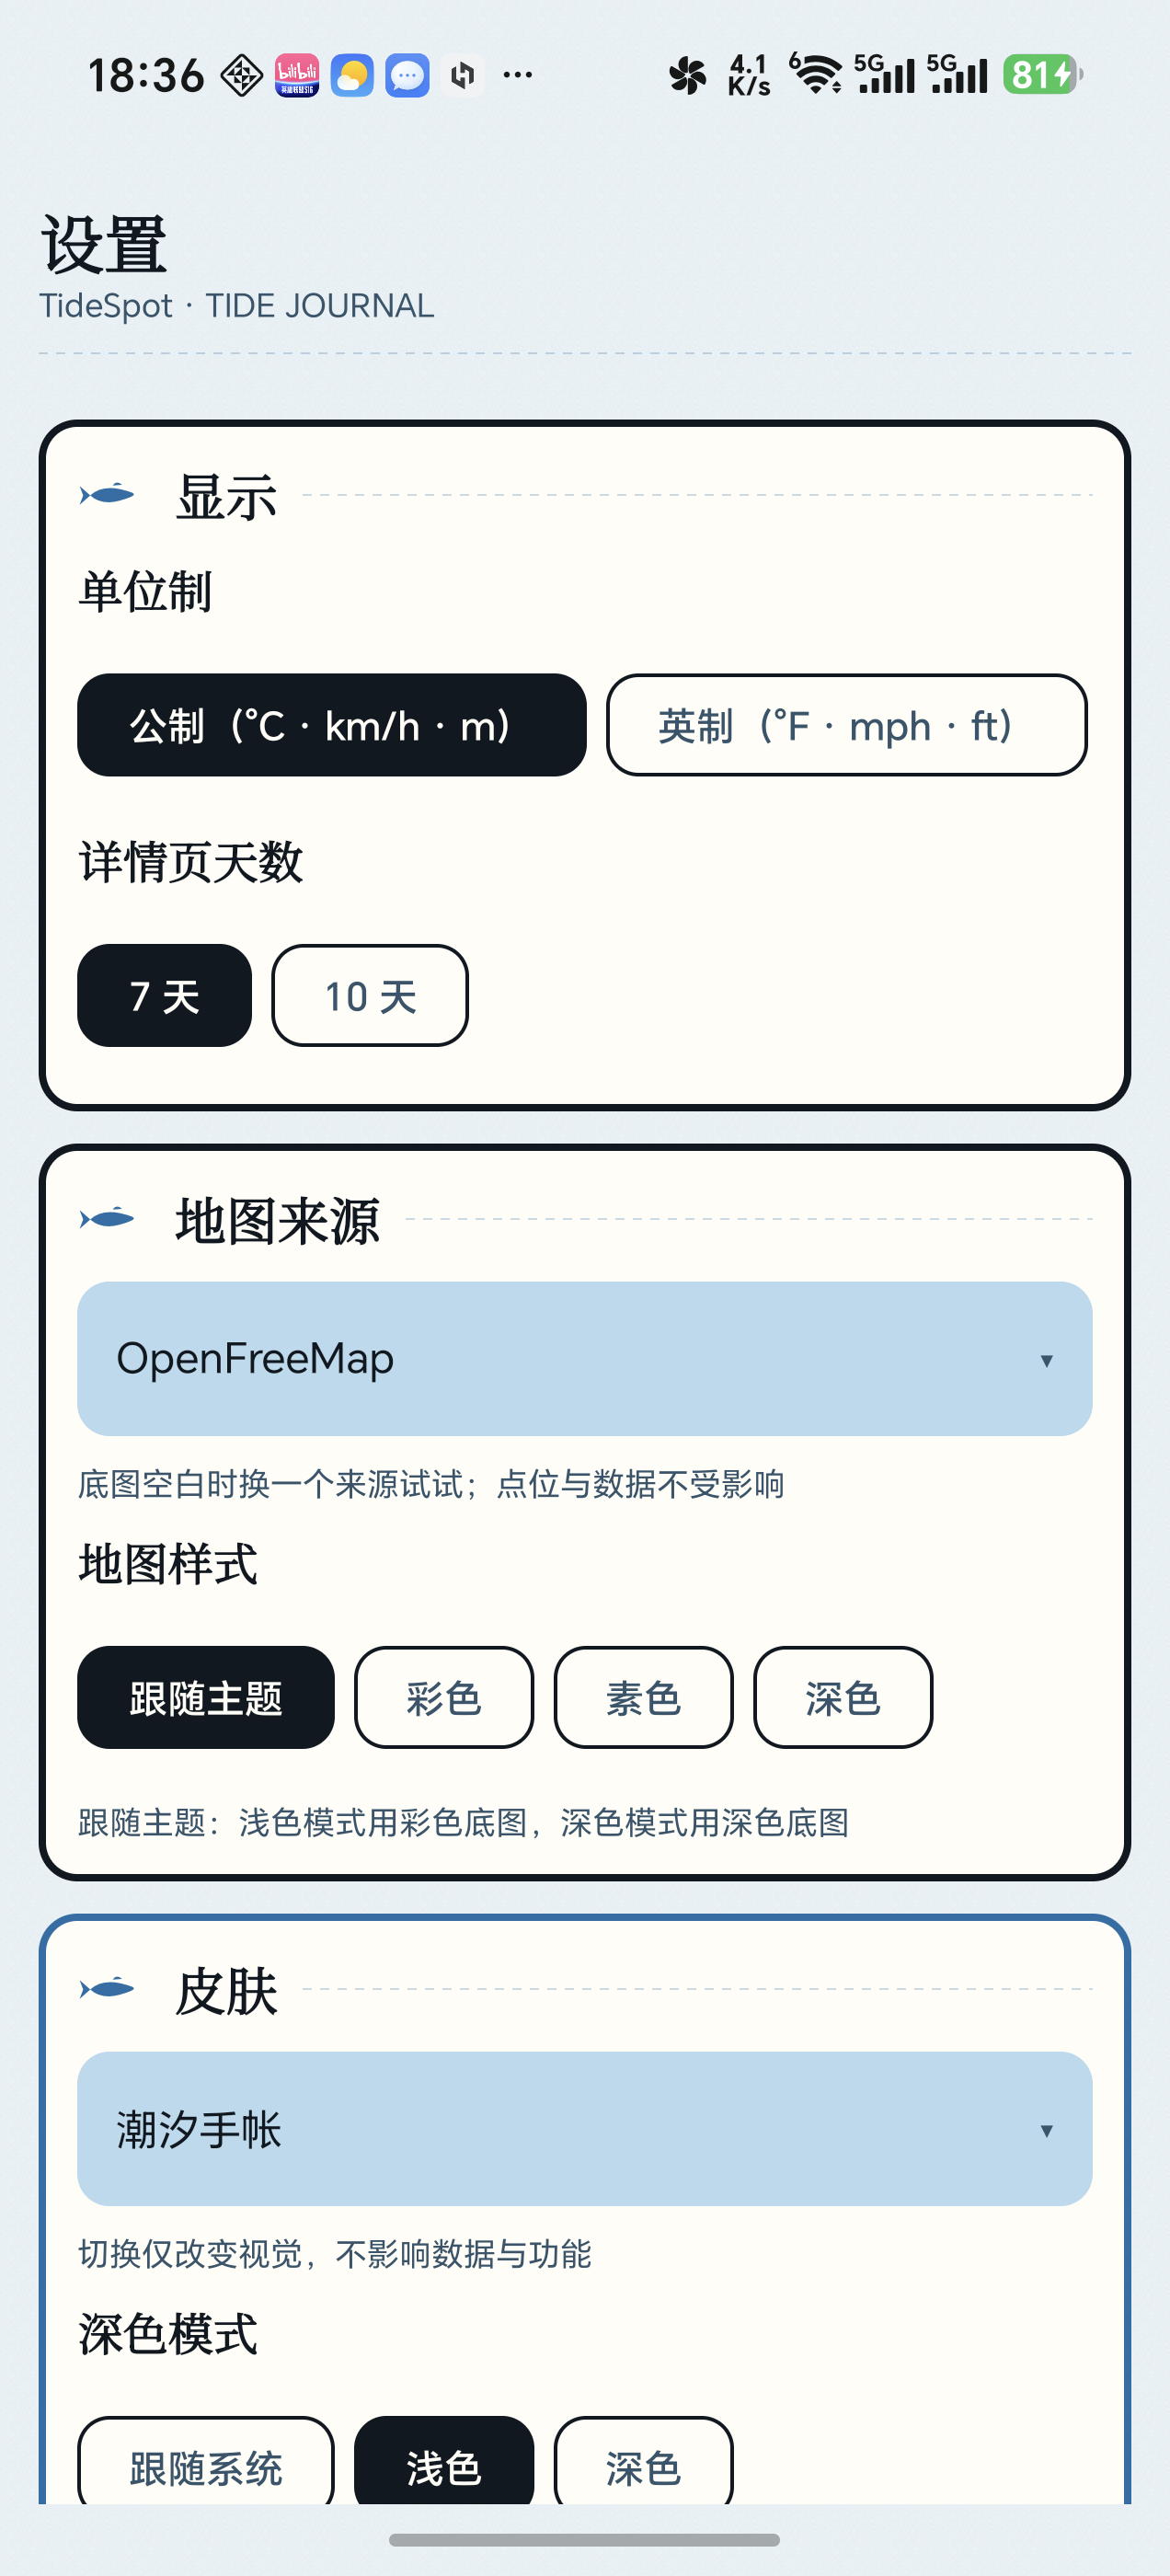 18:36
4.1 K/s
6
5G
5G
81
设置
TideSpot · TIDE JOURNAL
显示
单位制
公制（°C · km/h · m）
英制（°F · mph · ft）
详情页天数
7 天
10 天
地图来源
OpenFreeMap
底图空白时换一个来源试试；点位与数据不受影响
地图样式
跟随主题
彩色
素色
深色
跟随主题：浅色模式用彩色底图，深色模式用深色底图
皮肤
潮汐手帐
切换仅改变视觉，不影响数据与功能
深色模式
跟随系统
浅色
深色